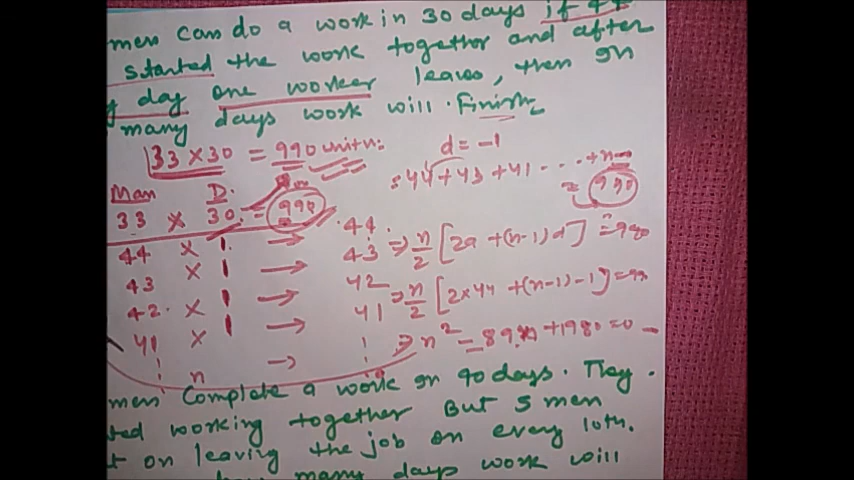 men can do a work in 30 days if 44
started the work together and after
y day one worker leaves, then in
many days work will finish
33 × 30 = 990 units
d = -1
44 + 43 + 41 . . . + n
= 990
Man D.
33 × 30 = 990
44 × 1 → 44
43 × 1 → 43
42 × 1 → 42
41 × 1 → 41
n →
⇒ n/2 [2a + (n-1) d] = 990
⇒ n/2 [2×44 + (n-1) -1] = 990
⇒ n² - 89n + 1980 = 0
men complete a work in 90 days. They
ted working together But 5 men
t on leaving the job on every 10th.
many days work will